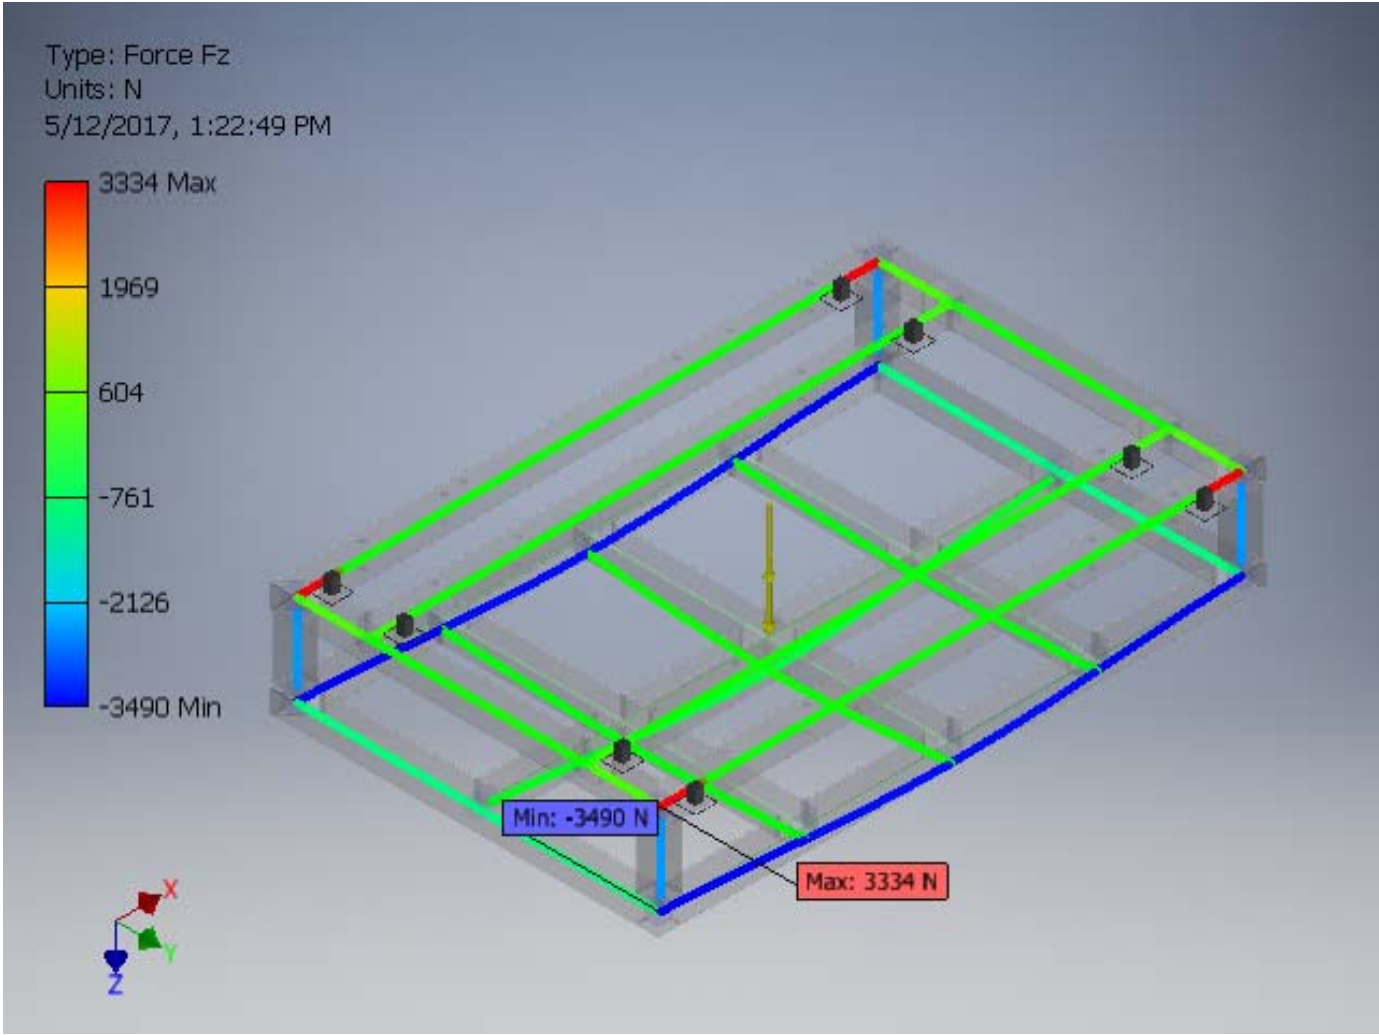 Type: Force Fz
Units: N
5/12/2017, 1:22:49 PM
3334 Max
1969
604
-761
-2126
-3490 Min
Min: -3490 N
Max: 3334 N
X
Y
Z